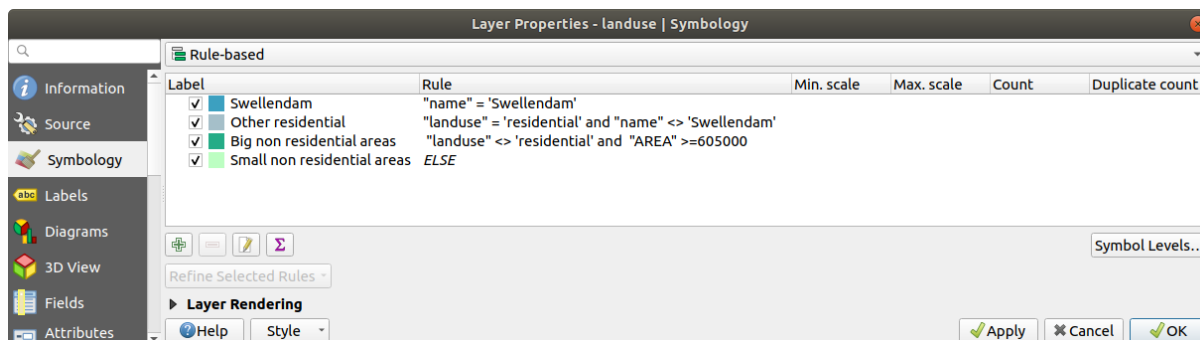 Layer Properties - landuse | Symbology
Rule-based
Information
Source
Symbology
abc Labels
Diagrams
3D View
Fields
Attributes
Label Rule Min. scale Max. scale Count Duplicate count
Swellendam "name" = 'Swellendam'
Other residential "landuse" = 'residential' and "name" <> 'Swellendam'
Big non residential areas "landuse" <> 'residential' and "AREA" >=605000
Small non residential areas ELSE
Σ
Symbol Levels...
Refine Selected Rules
Layer Rendering
Help Style Apply Cancel OK